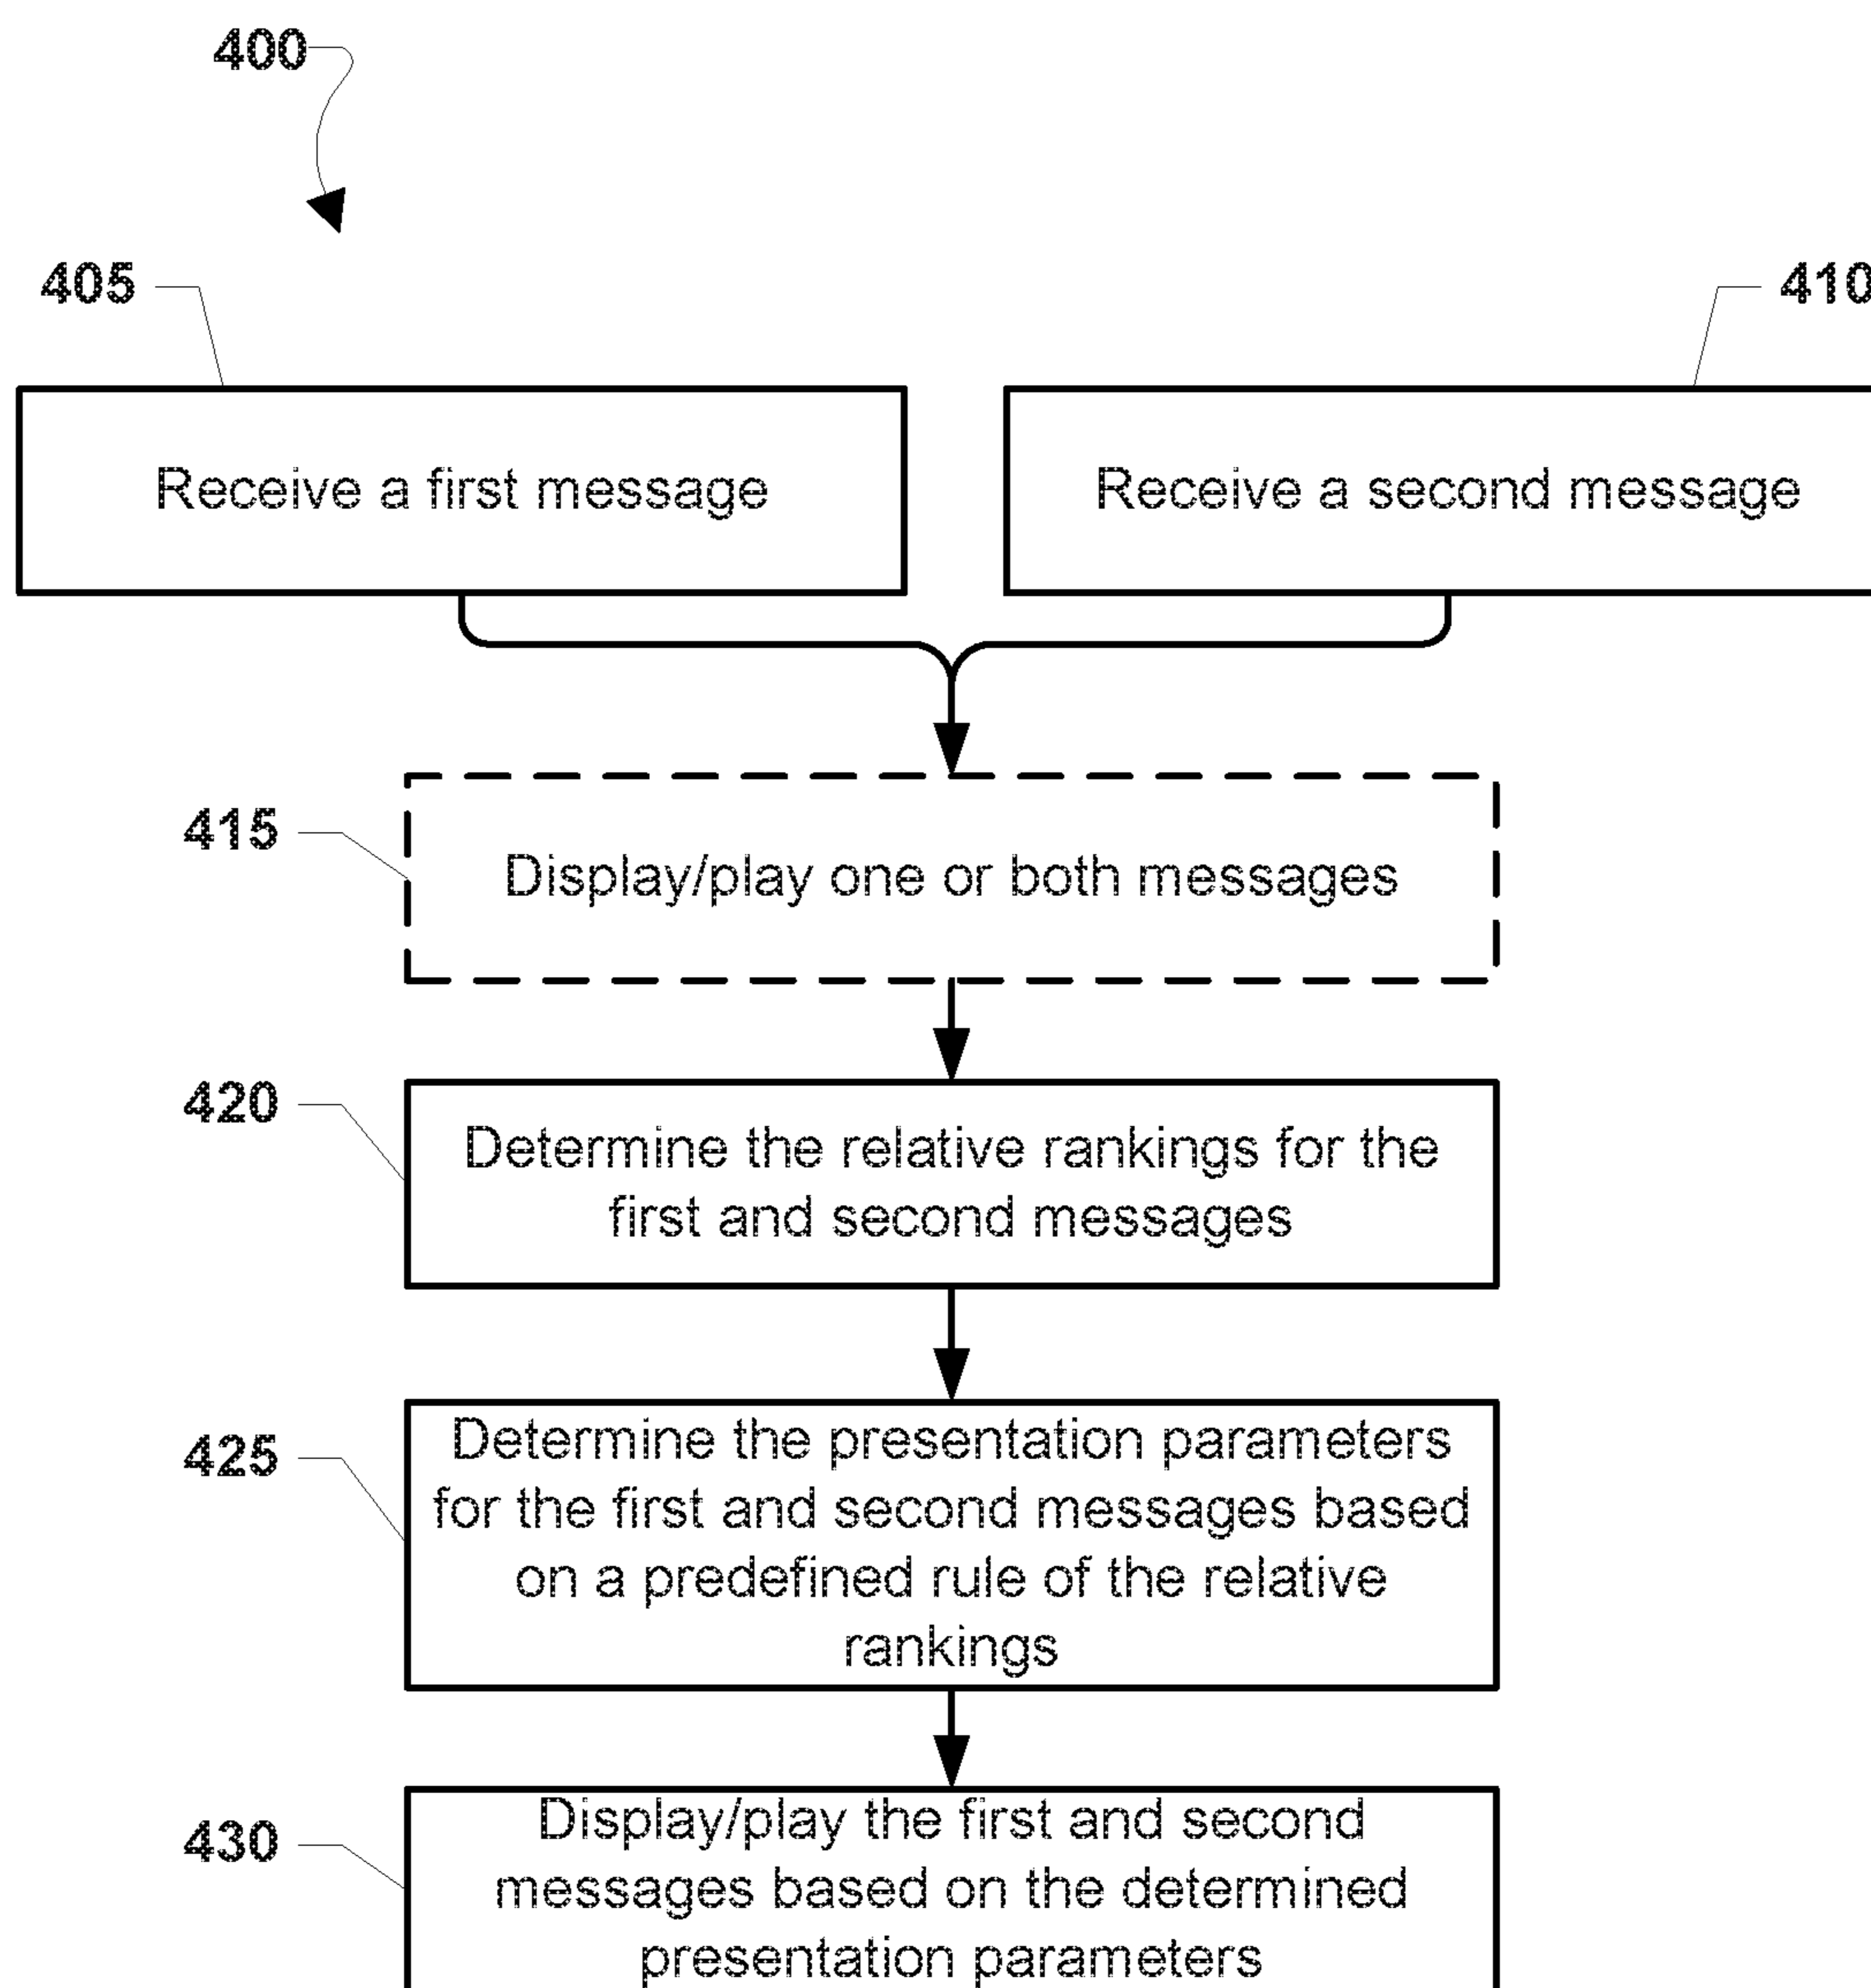 400
405
410
Receive a first message
Receive a second message
415
Display/play one or both messages
420
Determine the relative rankings for the
first and second messages
425
Determine the presentation parameters
for the first and second messages based
on a predefined rule of the relative
rankings
430
Display/play the first and second
messages based on the determined
presentation parameters